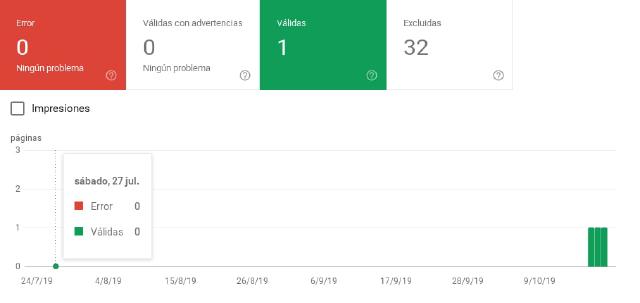 Error
0
Ningún problema
Válidas con advertencias
0
Ningún problema
Válidas
1
Excluidas
32
Impresiones
páginas
3
2
1
0
sábado, 27 jul.
Error 0
Válidas 0
24/7/19 4/8/19 15/8/19 26/8/19 6/9/19 17/9/19 28/9/19 9/10/19